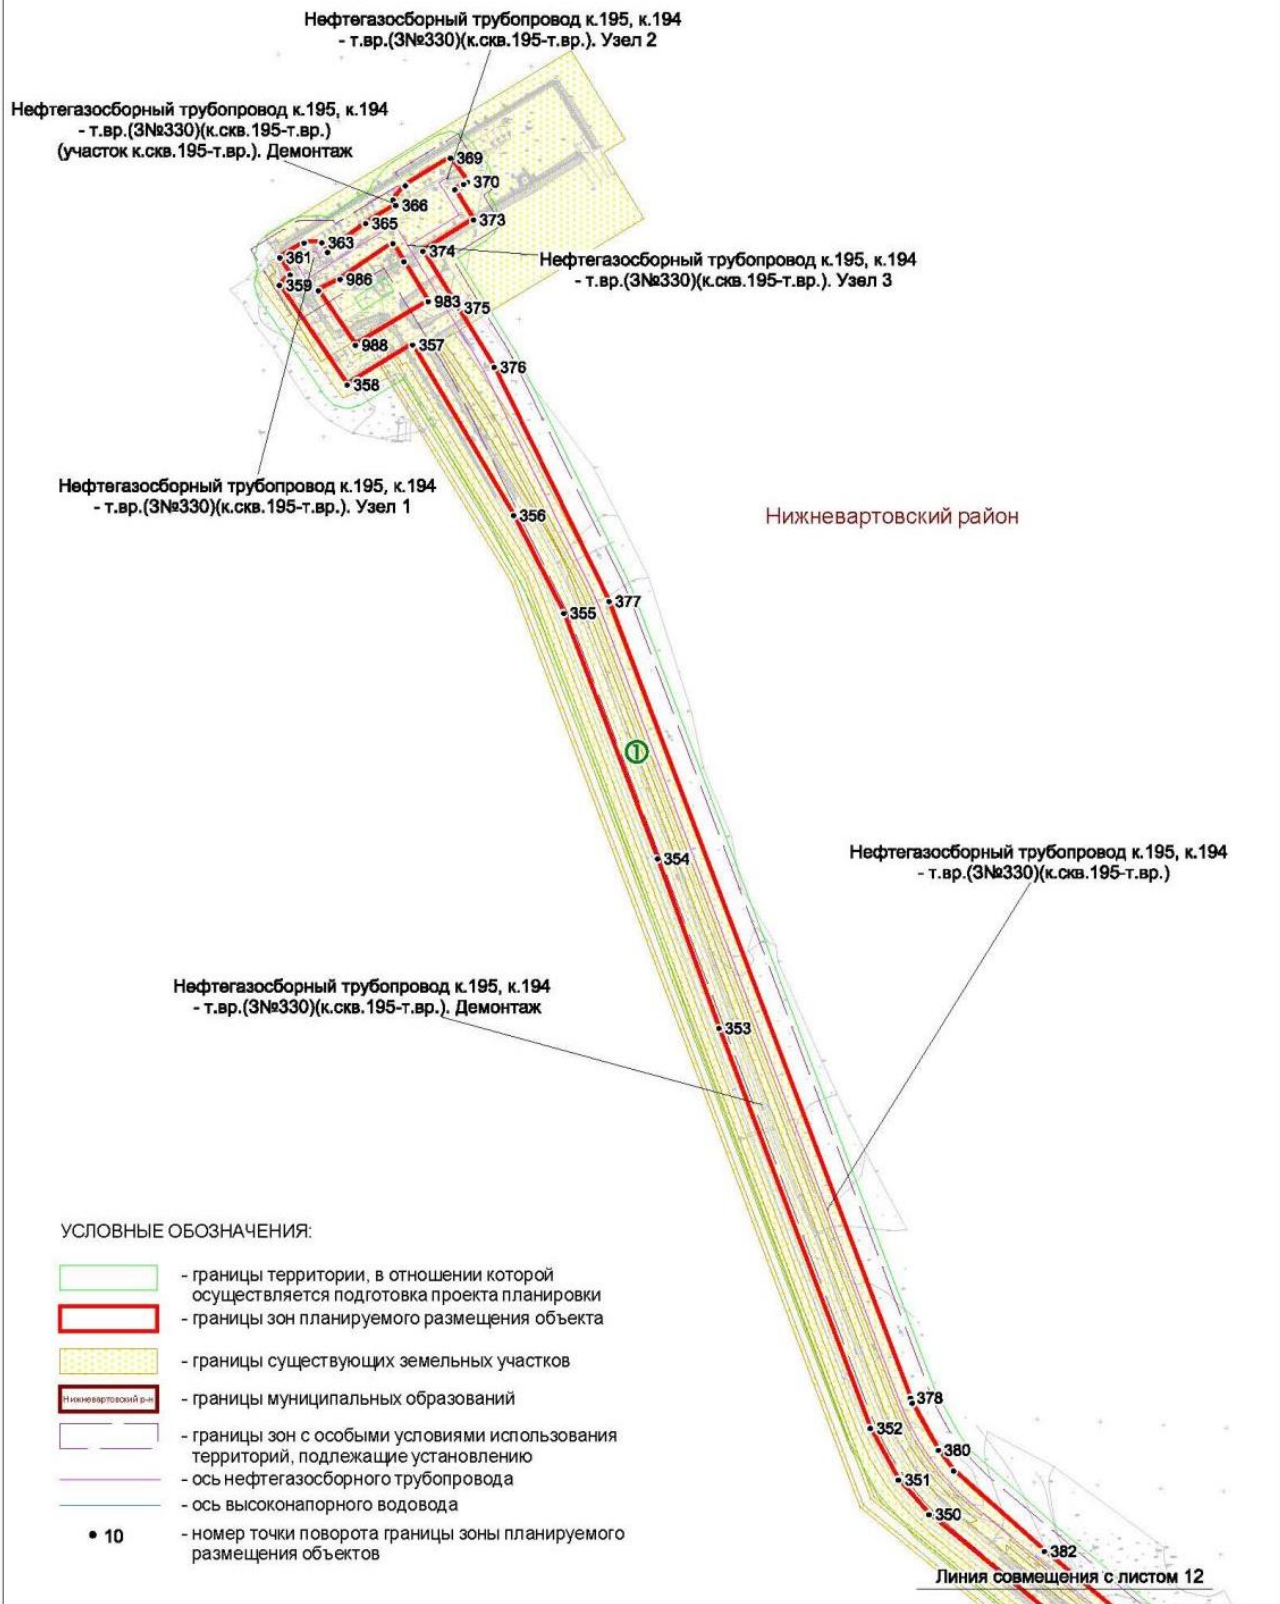 Нефтегазосборный трубопровод к.195, к.194
- т.вр.(З№330)(к.скв.195-т.вр.). Узел 2
Нефтегазосборный трубопровод к.195, к.194
- т.вр.(З№330)(к.скв.195-т.вр.)
(участок к.скв.195-т.вр.). Демонтаж
369
370
366
365
373
363
374
361
Нефтегазосборный трубопровод к.195, к.194
- т.вр.(З№330)(к.скв.195-т.вр.). Узел 3
986
359
983
375
988
357
376
358
Нефтегазосборный трубопровод к.195, к.194
- т.вр.(З№330)(к.скв.195-т.вр.). Узел 1
356
Нижневартовский район
377
355
1
354
Нефтегазосборный трубопровод к.195, к.194
- т.вр.(З№330)(к.скв.195-т.вр.)
Нефтегазосборный трубопровод к.195, к.194
- т.вр.(З№330)(к.скв.195-т.вр.). Демонтаж
353
УСЛОВНЫЕ ОБОЗНАЧЕНИЯ:
- границы территории, в отношении которой
осуществляется подготовка проекта планировки
- границы зон планируемого размещения объекта
- границы существующих земельных участков
Нижневартовский р-н
- границы муниципальных образований
- границы зон с особыми условиями использования
территорий, подлежащие установлению
- ось нефтегазосборного трубопровода
- ось высоконапорного водовода
10
- номер точки поворота границы зоны планируемого
размещения объектов
378
352
380
351
350
382
Линия совмещения с листом 12